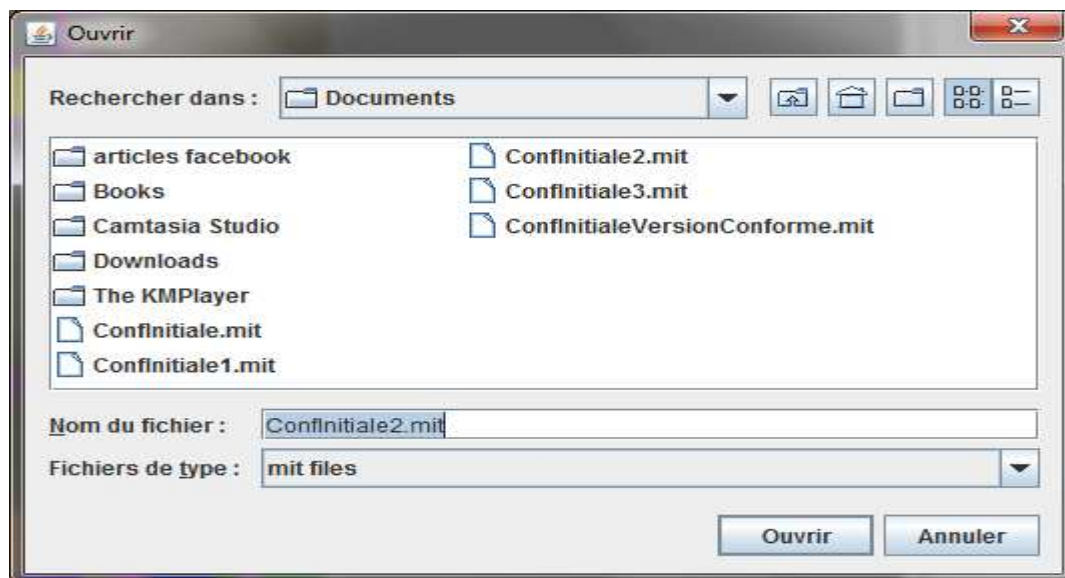 Ouvrir
Rechercher dans : Documents
articles facebook
Books
Camtasia Studio
Downloads
The KMPlayer
ConfInitiale.mit
ConfInitiale1.mit
ConfInitiale2.mit
ConfInitiale3.mit
ConfInitialeVersionConforme.mit
Nom du fichier : ConfInitiale2.mit
Fichiers de type : mit files
Ouvrir Annuler